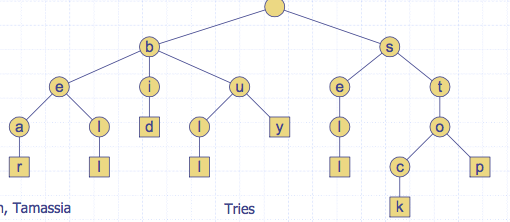 b s
e i u e t
a l d l y l o
r l l l c p
k
, Tamassia Tries